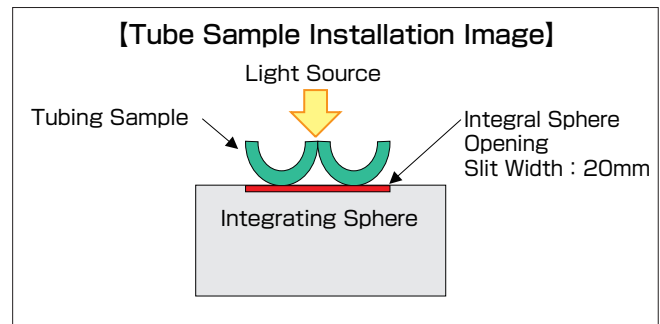 【Tube Sample Installation Image】
Light Source
Tubing Sample
Integral Sphere
Opening
Slit Width：20mm
Integrating Sphere